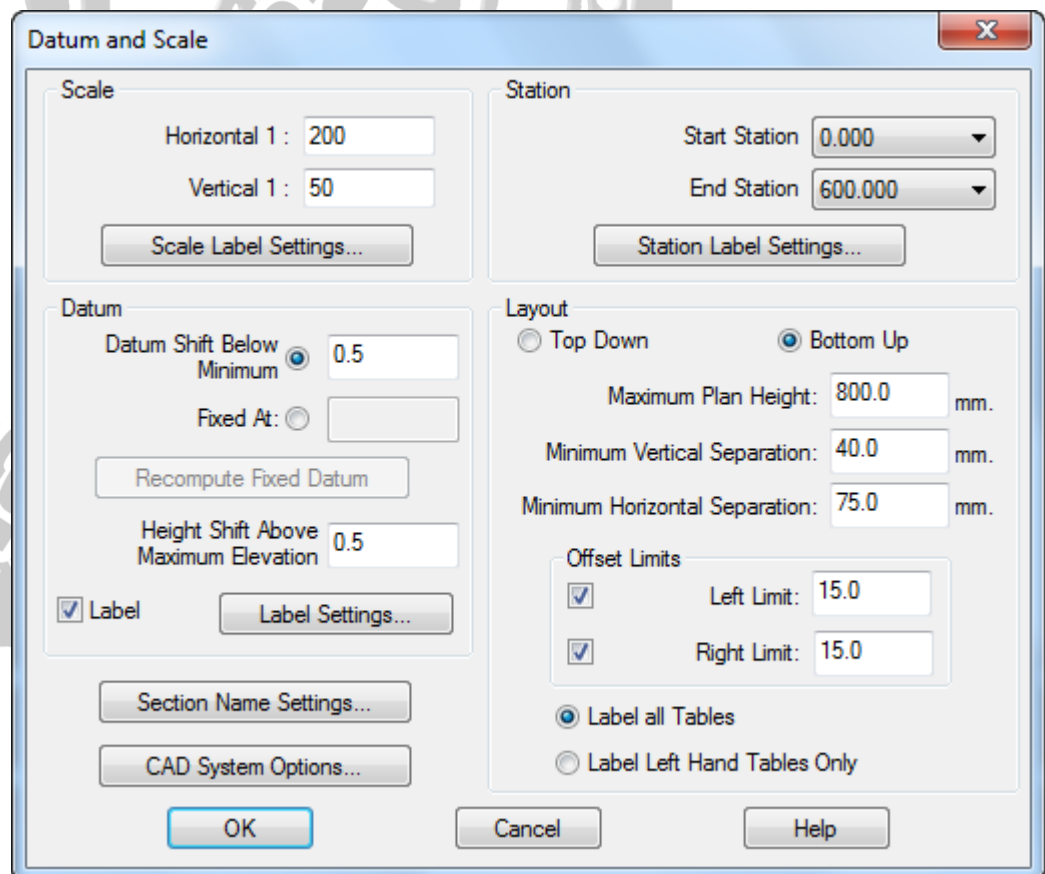 Datum and Scale
Scale
Horizontal 1 : 200
Vertical 1 : 50
Scale Label Settings...
Station
Start Station 0.000
End Station 600.000
Station Label Settings...
Datum
Datum Shift Below
Minimum 0.5
Fixed At:
Recompute Fixed Datum
Height Shift Above
Maximum Elevation 0.5
Label Label Settings...
Section Name Settings...
CAD System Options...
Layout
Top Down Bottom Up
Maximum Plan Height: 800.0 mm.
Minimum Vertical Separation: 40.0 mm.
Minimum Horizontal Separation: 75.0 mm.
Offset Limits
Left Limit: 15.0
Right Limit: 15.0
Label all Tables
Label Left Hand Tables Only
OK Cancel Help